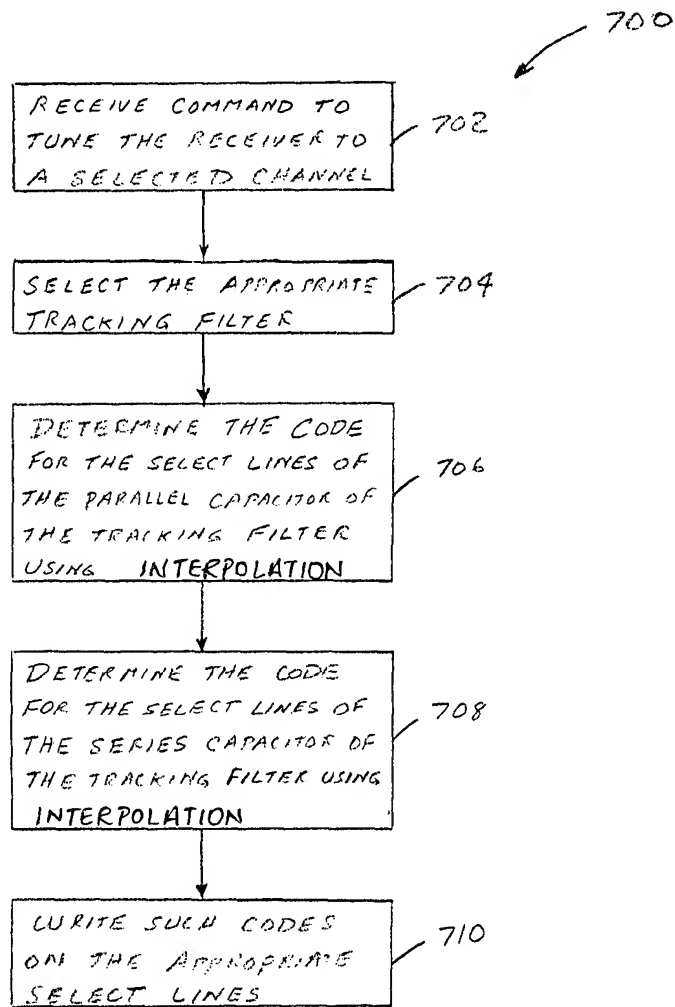 700
RECEIVE COMMAND TO
TUNE THE RECEIVER TO
A SELECTED CHANNEL
702
SELECT THE APPROPRIATE
TRACKING FILTER
704
DETERMINE THE CODE
FOR THE SELECT LINES OF
THE PARALLEL CAPACITOR OF
THE TRACKING FILTER
USING INTERPOLATION
706
DETERMINE THE CODE
FOR THE SELECT LINES OF
THE SERIES CAPACITOR OF
THE TRACKING FILTER USING
INTERPOLATION
708
WRITE SUCH CODES
ON THE APPROPRIATE
SELECT LINES
710